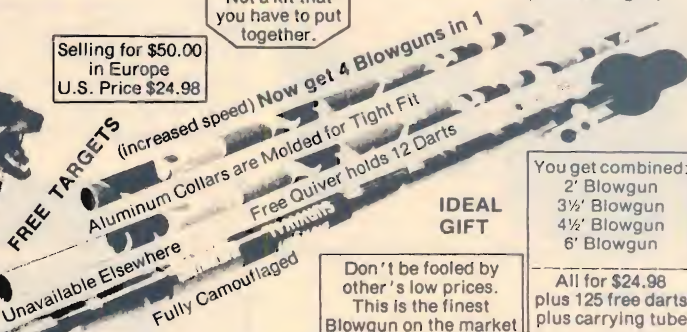 Not a kit that
you have to put
together.
Selling for $50.00
in Europe
U.S. Price $24.98
(increased speed) Now get 4 Blowguns in 1
FREE TARGETS
Aluminum Collars are Molded for Tight Fit
Free Quiver holds 12 Darts
Unavailable Elsewhere
Fully Camouflaged
IDEAL
GIFT
Don't be fooled by
other's low prices.
This is the finest
Blowgun on the market
You get combined:
2' Blowgun
3½' Blowgun
4½' Blowgun
6' Blowgun
All for $24.98
plus 125 free darts
plus carrying tube